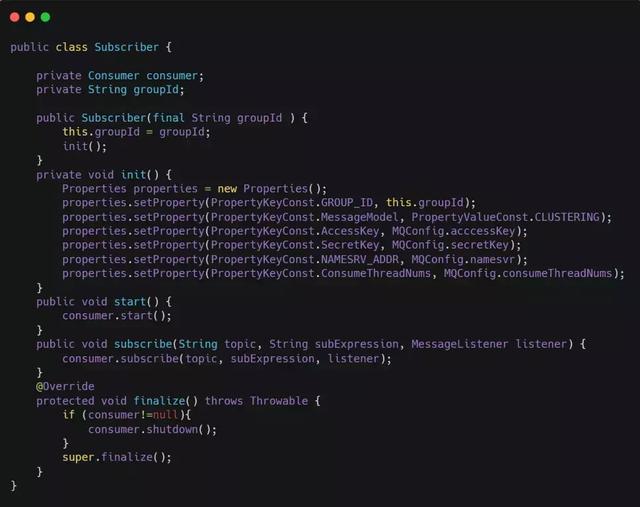 public class Subscriber {
private Consumer consumer;
private String groupId;
public Subscriber(final String groupId ) {
this.groupId = groupId;
init();
}
private void init() {
Properties properties = new Properties();
properties.setProperty(PropertyKeyConst.GROUP_ID, this.groupId);
properties.setProperty(PropertyKeyConst.MessageModel, PropertyValueConst.CLUSTERING);
properties.setProperty(PropertyKeyConst.AccessKey, MQConfig.acccessKey);
properties.setProperty(PropertyKeyConst.SecretKey, MQConfig.secretKey);
properties.setProperty(PropertyKeyConst.NAMESRV_ADDR, MQConfig.namesvr);
properties.setProperty(PropertyKeyConst.ConsumeThreadNums, MQConfig.consumeThreadNums);
}
public void start() {
consumer.start();
}
public void subscribe(String topic, String subExpression, MessageListener listener) {
consumer.subscribe(topic, subExpression, listener);
}
@Override
protected void finalize() throws Throwable {
if (consumer!=null){
consumer.shutdown();
}
super.finalize();
}
}